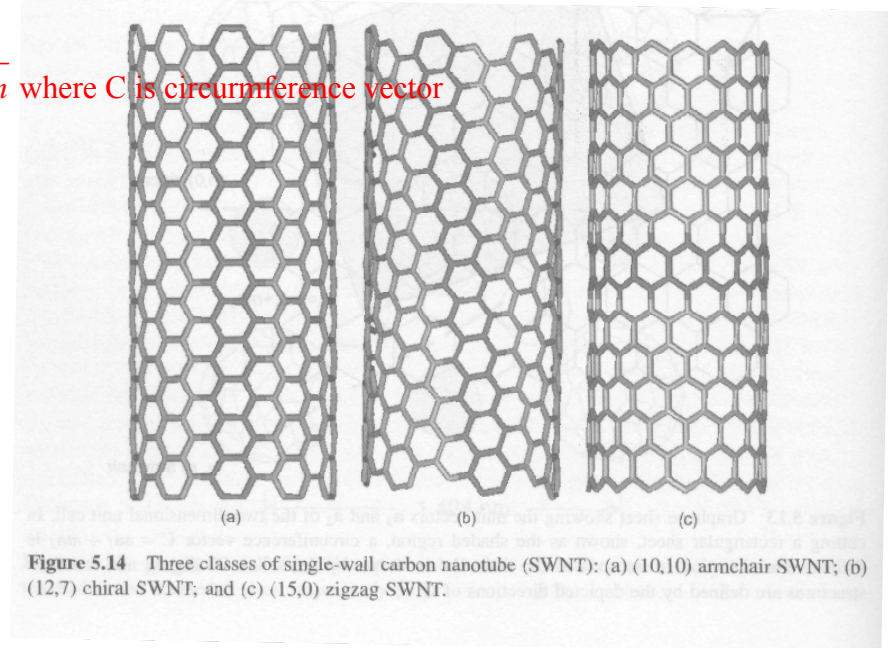 n where C is circurmference vector
(a)
(b)
(c)
Figure 5.14 Three classes of single-wall carbon nanotube (SWNT): (a) (10,10) armchair SWNT; (b)
(12,7) chiral SWNT; and (c) (15,0) zigzag SWNT.